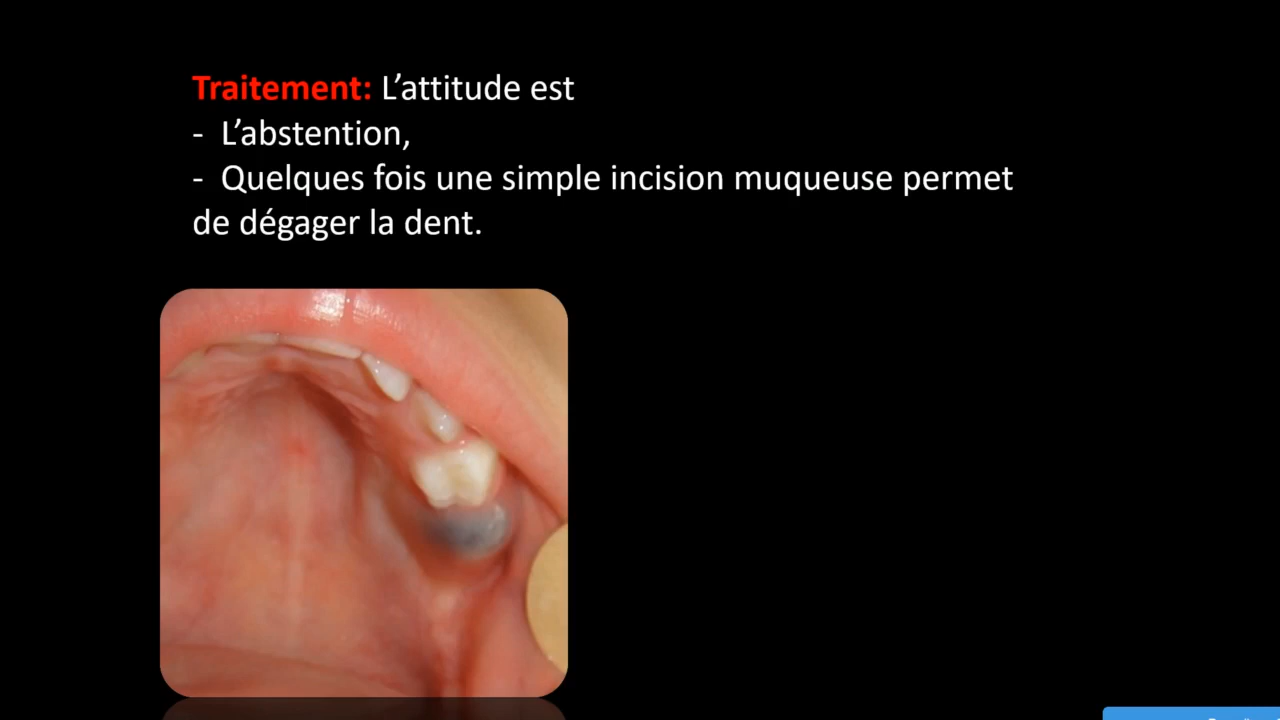 Traitement: L'attitude est
- L'abstention,
- Quelques fois une simple incision muqueuse permet
de dégager la dent.